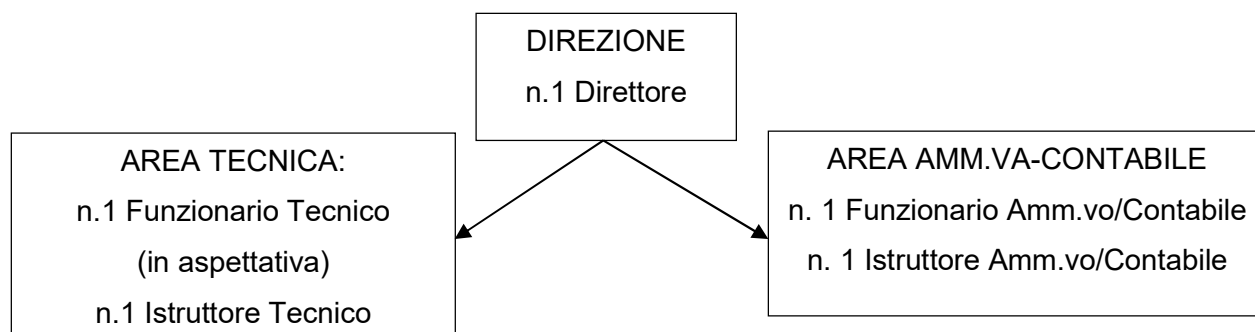 DIREZIONE
n.1 Direttore
AREA TECNICA:
n.1 Funzionario Tecnico
(in aspettativa)
n.1 Istruttore Tecnico
AREA AMM.VA-CONTABILE
n. 1 Funzionario Amm.vo/Contabile
n. 1 Istruttore Amm.vo/Contabile